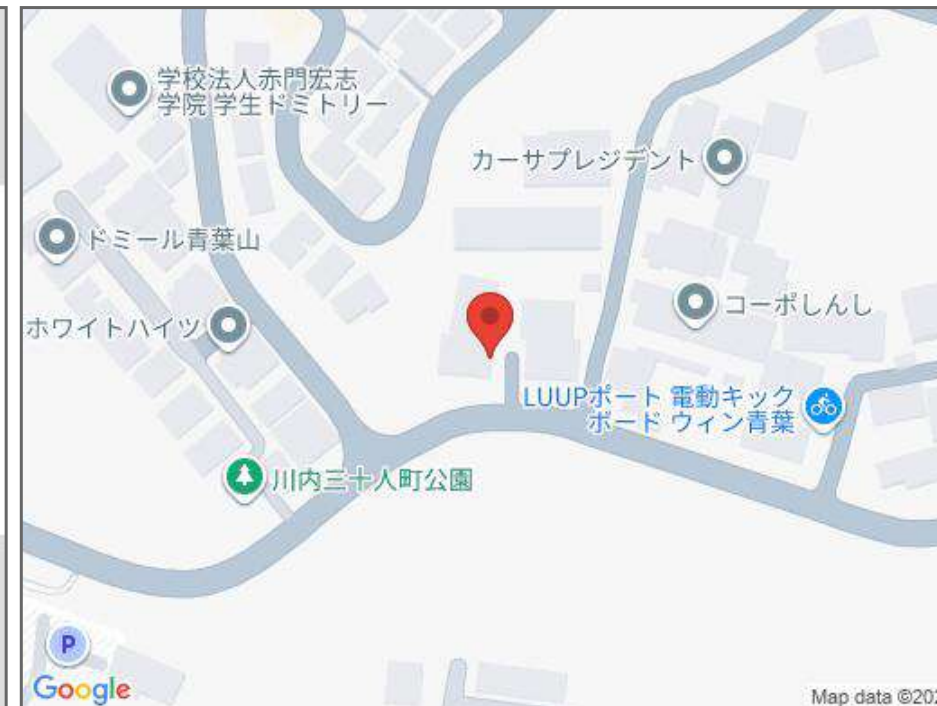 学校法人赤門宏志
学院 学生ドミトリー
カーサプレジデント
ドミール青葉山
コーポしんし
ホワイトハイツ
LUUPポート 電動キック
ボード ウィン青葉
川内三十人町公園
P
Google
Map data ©202